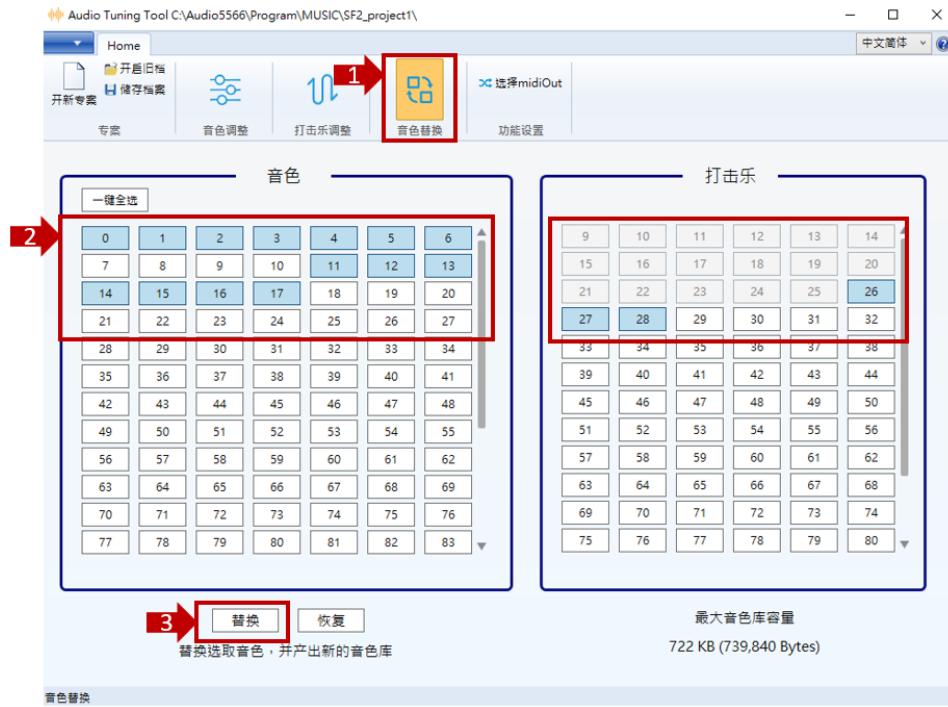 Audio Tuning Tool C:\Audio5566\Program\MUSIC\SF2_project1\
Home
中文简体
开新专案
开启旧档
储存档案
1
选择midiOut
专案
音色调整
打击乐调整
音色替换
功能设置
音色
打击乐
一键全选
2
0 1 2 3 4 5 6
7 8 9 10 11 12 13
14 15 16 17 18 19 20
21 22 23 24 25 26 27
28 29 30 31 32 33 34
35 36 37 38 39 40 41
42 43 44 45 46 47 48
49 50 51 52 53 54 55
56 57 58 59 60 61 62
63 64 65 66 67 68 69
70 71 72 73 74 75 76
77 78 79 80 81 82 83
9 10 11 12 13 14
15 16 17 18 19 20
21 22 23 24 25 26
27 28 29 30 31 32
33 34 35 36 37 38
39 40 41 42 43 44
45 46 47 48 49 50
51 52 53 54 55 56
57 58 59 60 61 62
63 64 65 66 67 68
69 70 71 72 73 74
75 76 77 78 79 80
3
替换
恢复
替换选取音色,并产出新的音色库
最大音色库容量
722 KB (739,840 Bytes)
音色替换